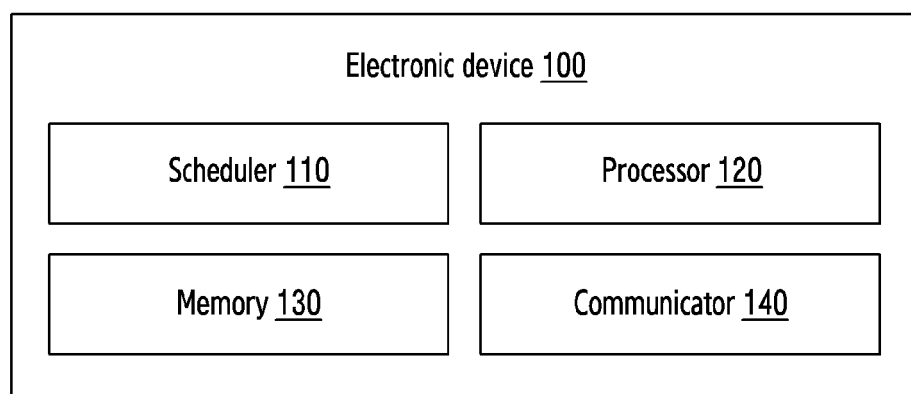 Electronic device 100
Scheduler 110
Processor 120
Memory 130
Communicator 140